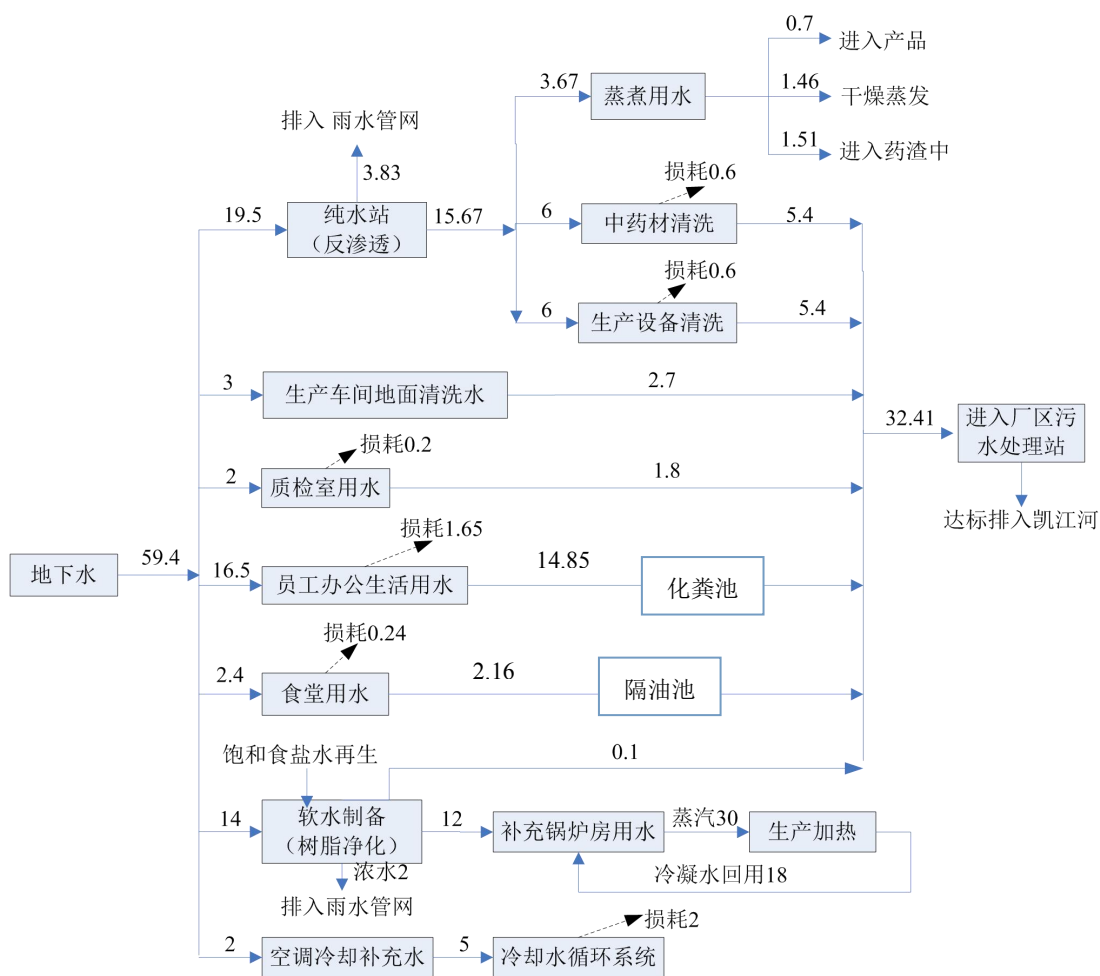 0.7
进入产品
3.67
蒸煮用水
1.46
干燥蒸发
排入 雨水管网
1.51
进入药渣中
3.83
损耗0.6
19.5
纯水站
（反渗透）
15.67
6
中药材清洗
5.4
损耗0.6
6
生产设备清洗
5.4
3
生产车间地面清洗水
2.7
32.41
进入厂区污
水处理站
损耗0.2
2
质检室用水
1.8
达标排入凯江河
损耗1.65
地下水
59.4
16.5
员工办公生活用水
14.85
化粪池
损耗0.24
2.4
食堂用水
2.16
隔油池
饱和食盐水再生
0.1
14
软水制备
（树脂净化）
12
补充锅炉房用水
蒸汽30
生产加热
浓水2
冷凝水回用18
排入雨水管网
损耗2
2
空调冷却补充水
5
冷却水循环系统